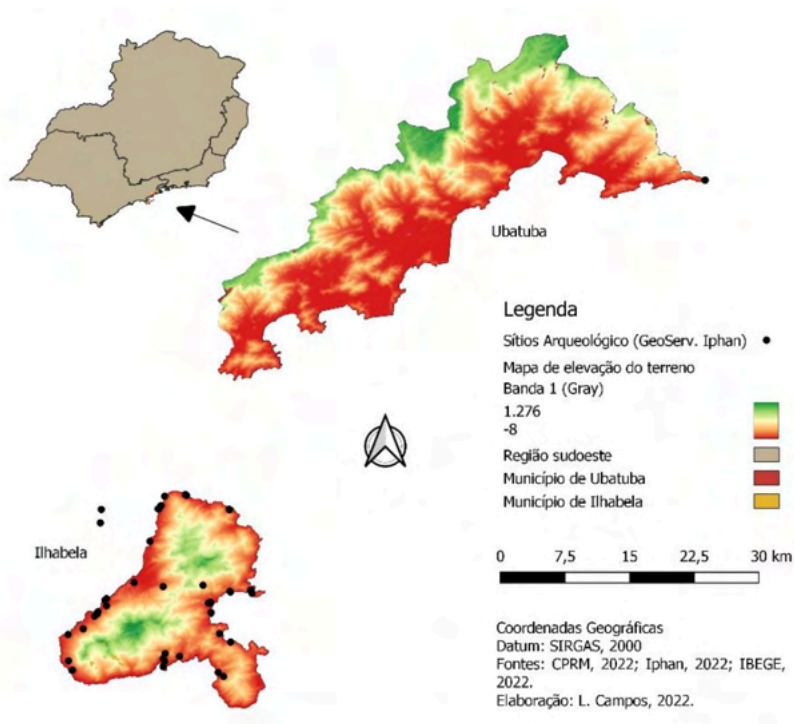 Ubatuba
Legenda
Sítios Arqueológico (GeoServ. Iphan)
Mapa de elevação do terreno
Banda 1 (Gray)
1.276
-8
Região sudoeste
Município de Ubatuba
Município de Ilhabela
Ilhabela
0 7,5 15 22,5 30 km
Coordenadas Geográficas
Datum: SIRGAS, 2000
Fontes: CPRM, 2022; Iphan, 2022; IBEGE,
2022.
Elaboração: L. Campos, 2022.